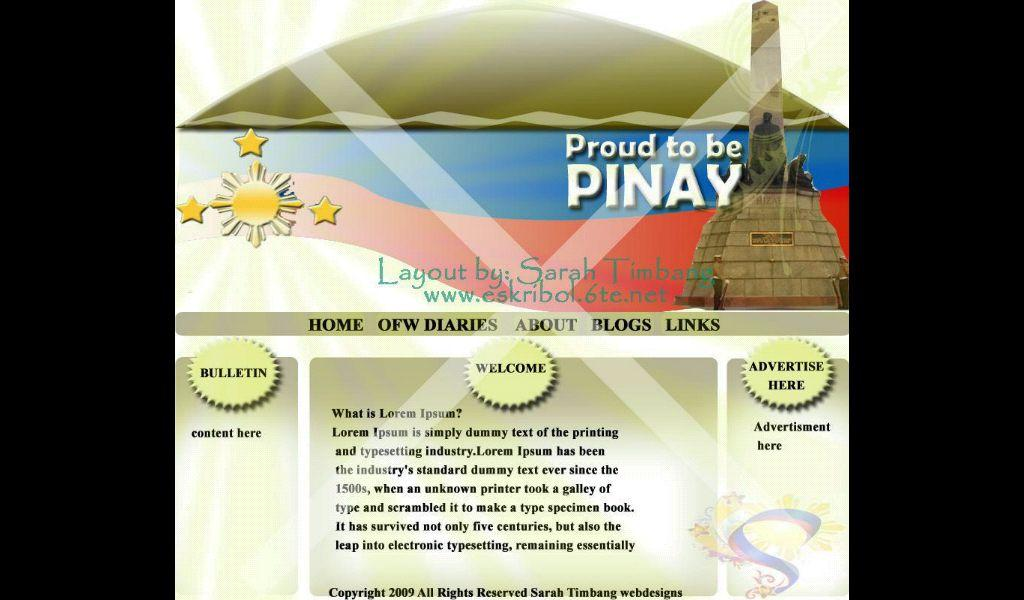 Proud to be
PINAY
Layout by: Sarah Timbang
www.eskribol.6te.net
HOME OFW DIARIES ABOUT BLOGS LINKS
BULLETIN
content here
WELCOME
What is Lorem Ipsum?
Lorem Ipsum is simply dummy text of the printing
and typesetting industry.Lorem Ipsum has been
the industry's standard dummy text ever since the
1500s, when an unknown printer took a galley of
type and scrambled it to make a type specimen book.
It has survived not only five centuries, but also the
leap into electronic typesetting, remaining essentially
ADVERTISE
HERE
Advertisment
here
Copyright 2009 All Rights Reserved Sarah Timbang webdesigns